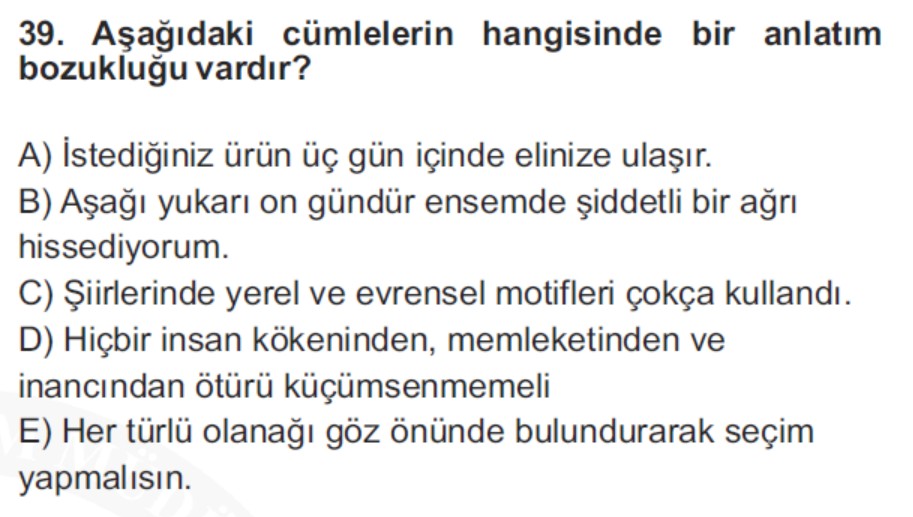 39. Aşağıdaki cümlelerin hangisinde bir anlatım
bozukluğu vardır?
A) İstediğiniz ürün üç gün içinde elinize ulaşır.
B) Aşağı yukarı on gündür ensemde şiddetli bir ağrı
hissediyorum.
C) Şiirlerinde yerel ve evrensel motifleri çokça kullandı.
D) Hiçbir insan kökeninden, memleketinden ve
inancından ötürü küçümsenmemeli
E) Her türlü olanağı göz önünde bulundurarak seçim
yapmalısın.